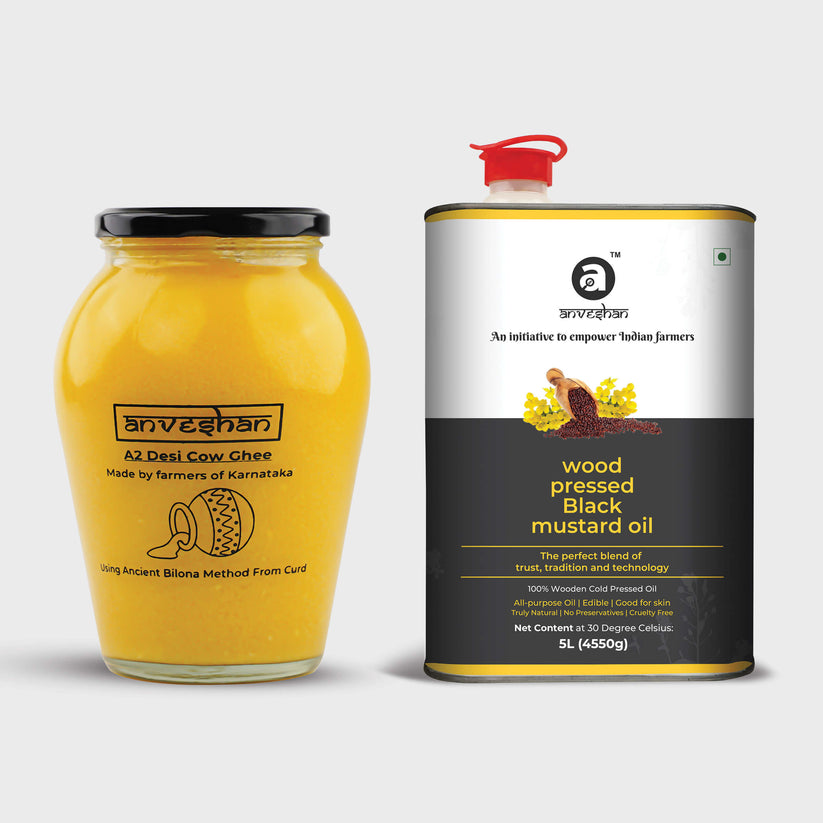 anveshan
A2 Desi Cow Ghee
Made by farmers of Karnataka
Using Ancient Bilona Method From Curd
TM
a
anveshan
An initiative to empower Indian farmers
wood
pressed
Black
mustard oil
The perfect blend of
trust, tradition and technology
100% Wooden Cold Pressed Oil
All-purpose Oil | Edible | Good for skin
Truly Natural | No Preservatives | Cruelty Free
Net Content at 30 Degree Celsius:
5L (4550g)